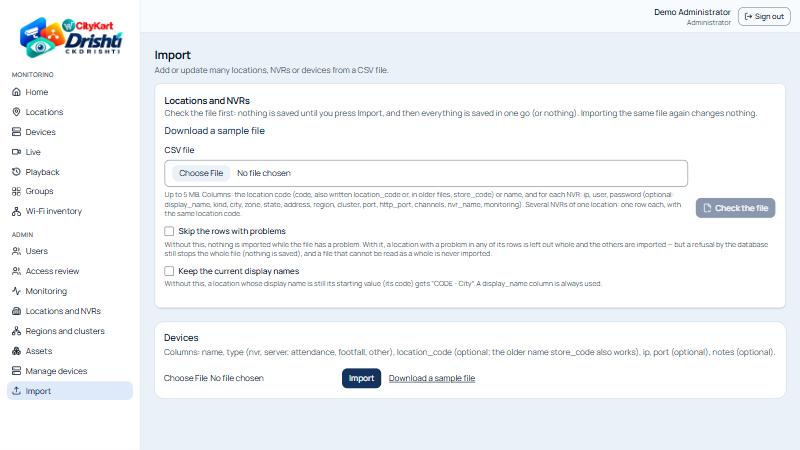 CityKart
Drishti
CKDRISHTI
Demo Administrator
Administrator
Sign out
MONITORING
Home
Locations
Devices
Live
Playback
Groups
Wi-Fi inventory
ADMIN
Users
Access review
Monitoring
Locations and NVRs
Regions and clusters
Assets
Manage devices
Import
Import
Add or update many locations, NVRs or devices from a CSV file.
Locations and NVRs
Check the file first: nothing is saved until you press Import, and then everything is saved in one go (or nothing). Importing the same file again changes nothing.
Download a sample file
CSV file
Choose File No file chosen
Up to 5 MB. Columns: the location code (code, also written location_code or, in older files, store_code) or name, and for each NVR: ip, user, password (optional:
display_name, kind, city, zone, state, address, region, cluster, port, http_port, channels, nvr_name, monitoring). Several NVRs of one location: one row each, with
the same location code.
Check the file
Skip the rows with problems
Without this, nothing is imported while the file has a problem. With it, a location with a problem in any of its rows is left out whole and the others are imported — but a refusal by the database
still stops the whole file (nothing is saved), and a file that cannot be read as a whole is never imported.
Keep the current display names
Without this, a location whose display name is still its starting value (its code) gets "CODE - City". A display_name column is always used.
Devices
Columns: name, type (nvr, server, attendance, footfall, other), location_code (optional; the older name store_code also works), ip, port (optional), notes (optional).
Choose File No file chosen
Import
Download a sample file